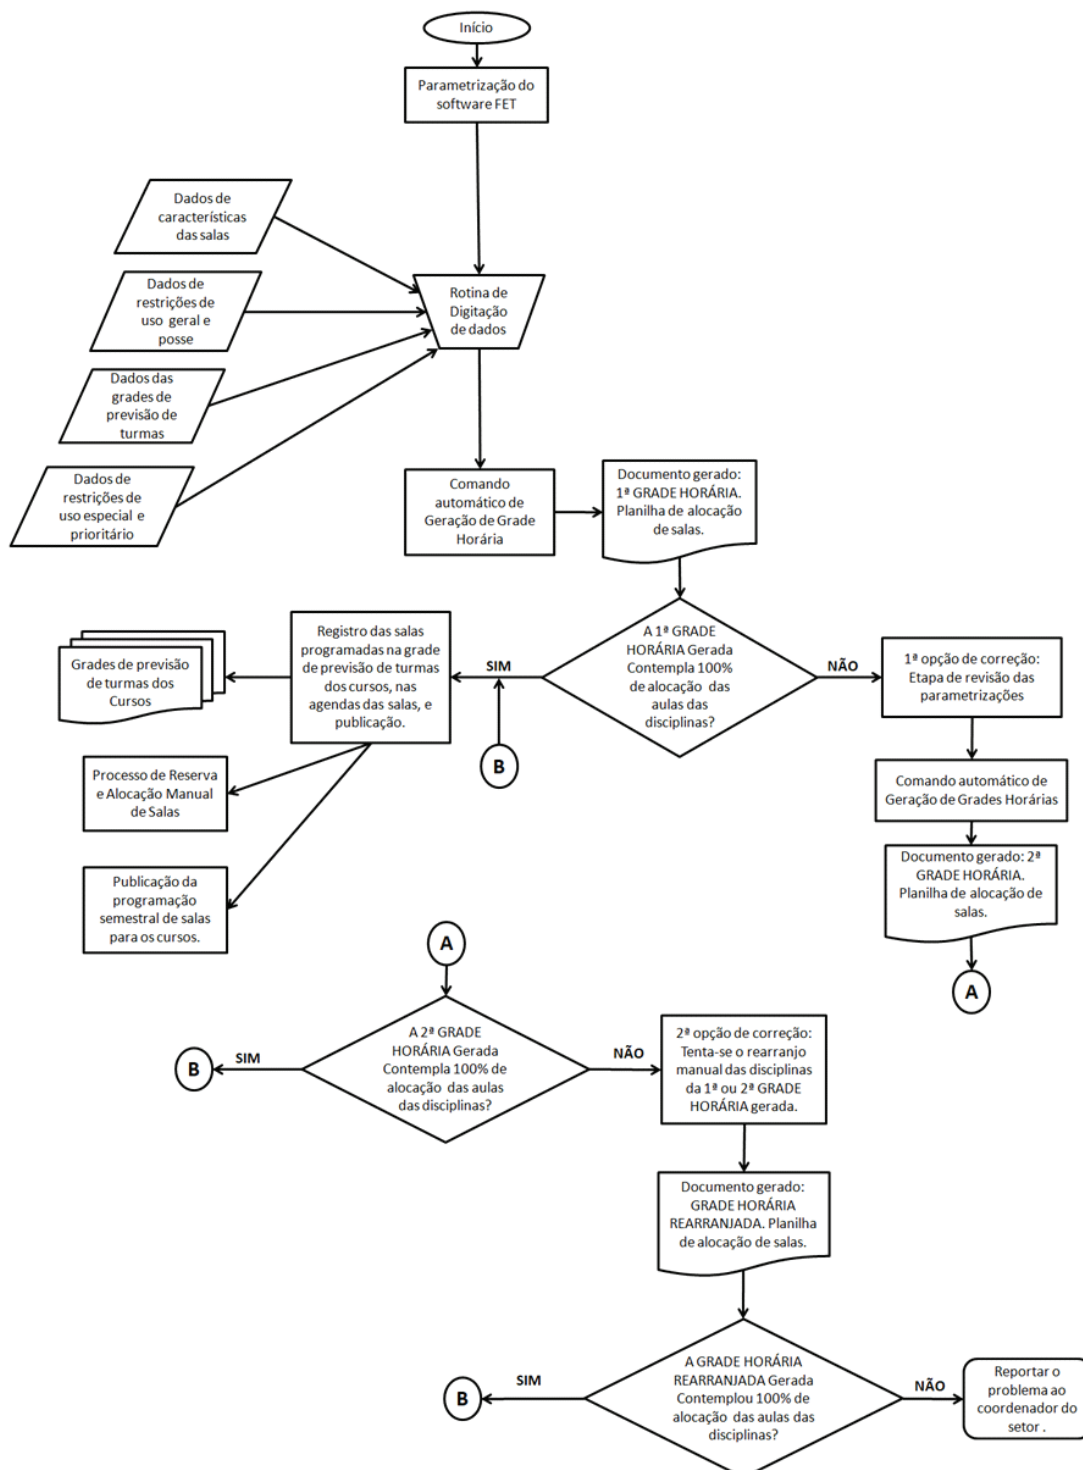 Início
Parametrização do
software FET
Dados de
características
das salas
Dados de
restrições de
uso geral e
posse
Rotina de
Digitação
de dados
Dados das
grades de
previsão de
turmas
Dados de
restrições de
uso especial e
prioritário
Comando
automático de
Geração de Grade
Horária
Documento gerado:
1ª GRADE HORÁRIA.
Planilha de alocação
de salas.
A 1ª GRADE
HORÁRIA Gerada
Contempla 100%
de alocação das
aulas das
disciplinas?
SIM
NÃO
Registro das salas
programadas na grade
de previsão de turmas
dos cursos, nas
agendas das salas, e
publicação.
Grades de previsão
de turmas dos
Cursos
1ª opção de correção:
Etapa de revisão das
parametrizações
B
Processo de Reserva
e Alocação Manual
de Salas
Comando automático de
Geração de Grades Horárias
Publicação da
programação
semestral de salas
para os cursos.
Documento gerado: 2ª
GRADE HORÁRIA.
Planilha de alocação de
salas.
A
A
A 2ª GRADE
HORÁRIA Gerada
Contempla 100% de
alocação das aulas
das disciplinas?
SIM
B
NÃO
2ª opção de correção:
Tenta-se o rearranjo
manual das disciplinas
da 1ª ou 2ª GRADE
HORÁRIA gerada.
Documento gerado:
GRADE HORÁRIA
REARRANJADA. Planilha
de alocação de salas.
A GRADE HORÁRIA
REARRANJADA Gerada
Contemplou 100% de
alocação das aulas das
disciplinas?
SIM
B
NÃO
Reportar o
problema ao
coordenador do
setor .